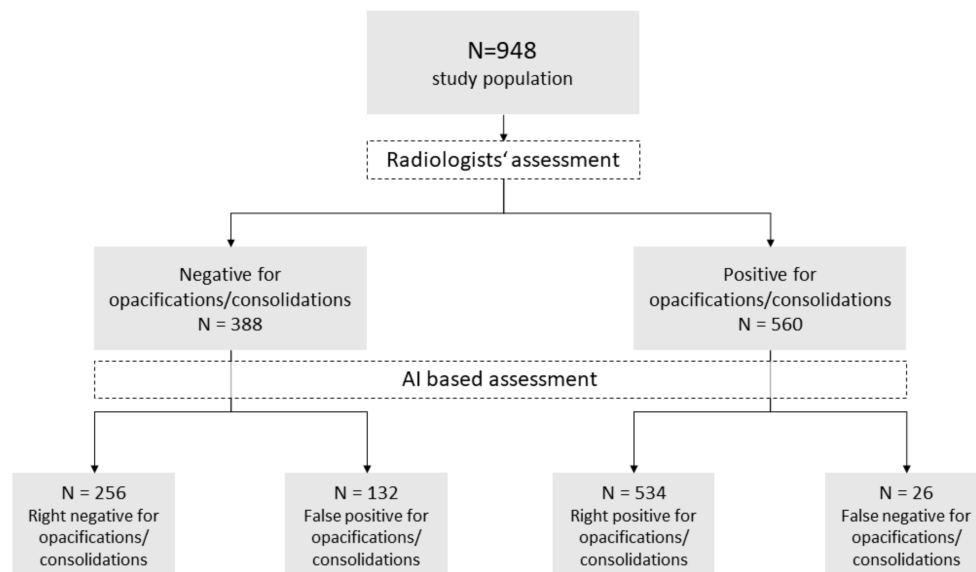 N=948
study population
Radiologists‘ assessment
Negative for
opacifications/consolidations
N = 388
Positive for
opacifications/consolidations
N = 560
AI based assessment
N = 256
Right negative for
opacifications/
consolidations
N = 132
False positive for
opacifications/
consolidations
N = 534
Right positive for
opacifications/
consolidations
N = 26
False negative for
opacifications/
consolidations